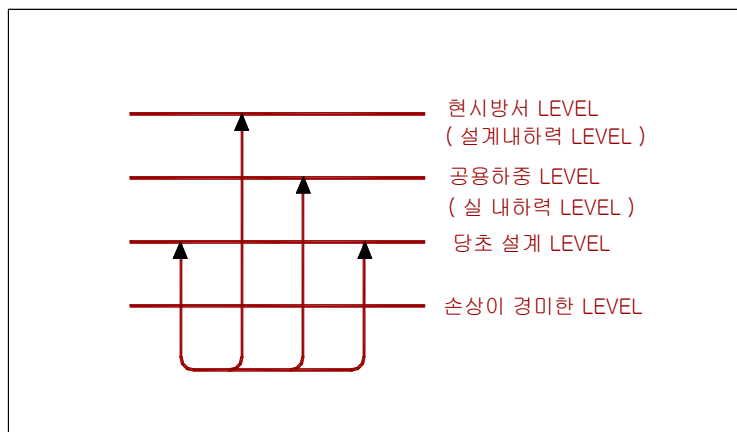 현시방서 LEVEL
( 설계내하력 LEVEL )
공용하중 LEVEL
( 실 내하력 LEVEL )
당초 설계 LEVEL
손상이 경미한 LEVEL